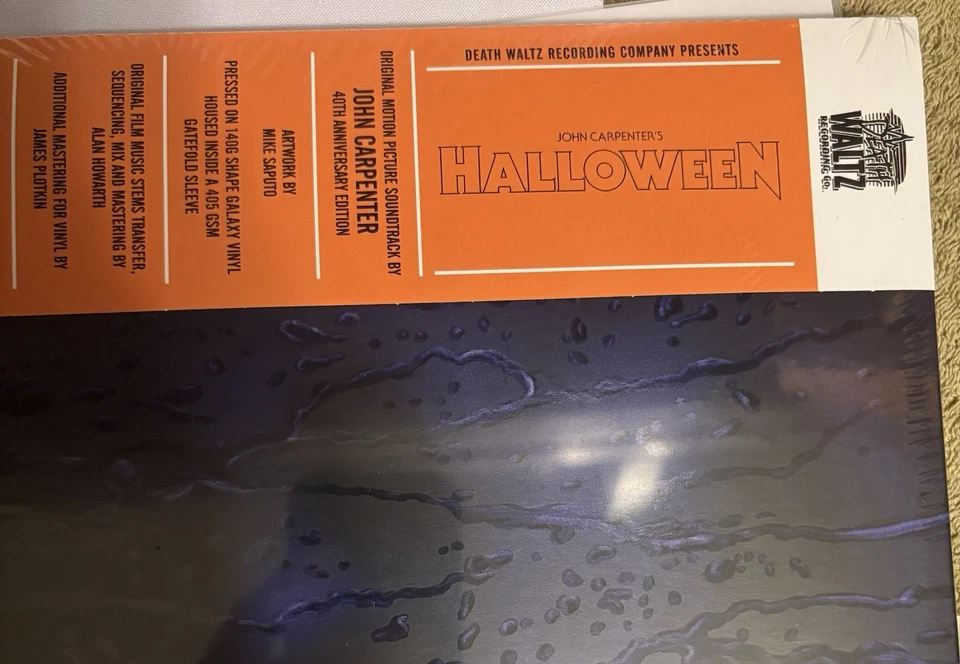 DEATH WALTZ RECORDING COMPANY PRESENTS
JOHN CARPENTER'S
HALLOWEEN
DEATH
WALTZ
RECORDING CO.
ORIGINAL MOTION PICTURE SOUNDTRACK BY
JOHN CARPENTER
40TH ANNIVERSARY EDITION
ARTWORK BY
MIKE SAPUTO
PRESSED ON 140G SHAPE GALAXY VINYL
HOUSED INSIDE A 405 GSM
GATEFOLD SLEEVE
ORIGINAL FILM MUSIC STEMS TRANSFER,
SEQUENCING, MIX AND MASTERING BY
ALAN HOWARTH
ADDITIONAL MASTERING FOR VINYL BY
JAMES PLOTKIN